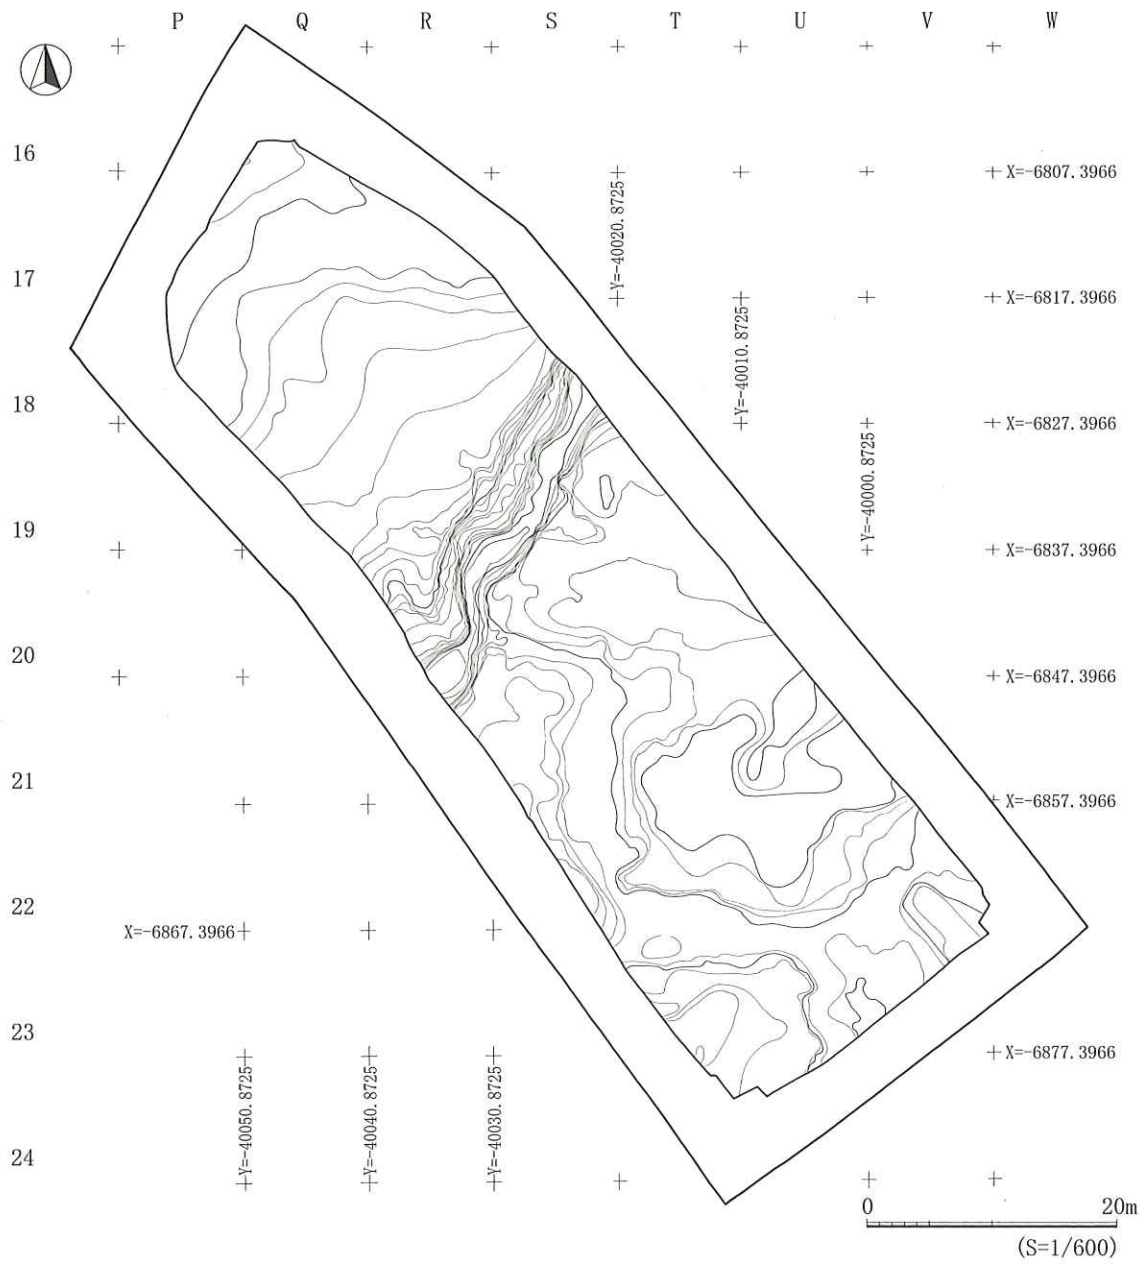 P Q R S T U V W
16
X=-6807.3966
Y=-40020.8725
17
X=-6817.3966
Y=-40010.8725
18
X=-6827.3966
Y=-40000.8725
19
X=-6837.3966
20
X=-6847.3966
21
X=-6857.3966
22
X=-6867.3966
23
X=-6877.3966
Y=-40050.8725
Y=-40040.8725
Y=-40030.8725
24
0 20m
(S=1/600)